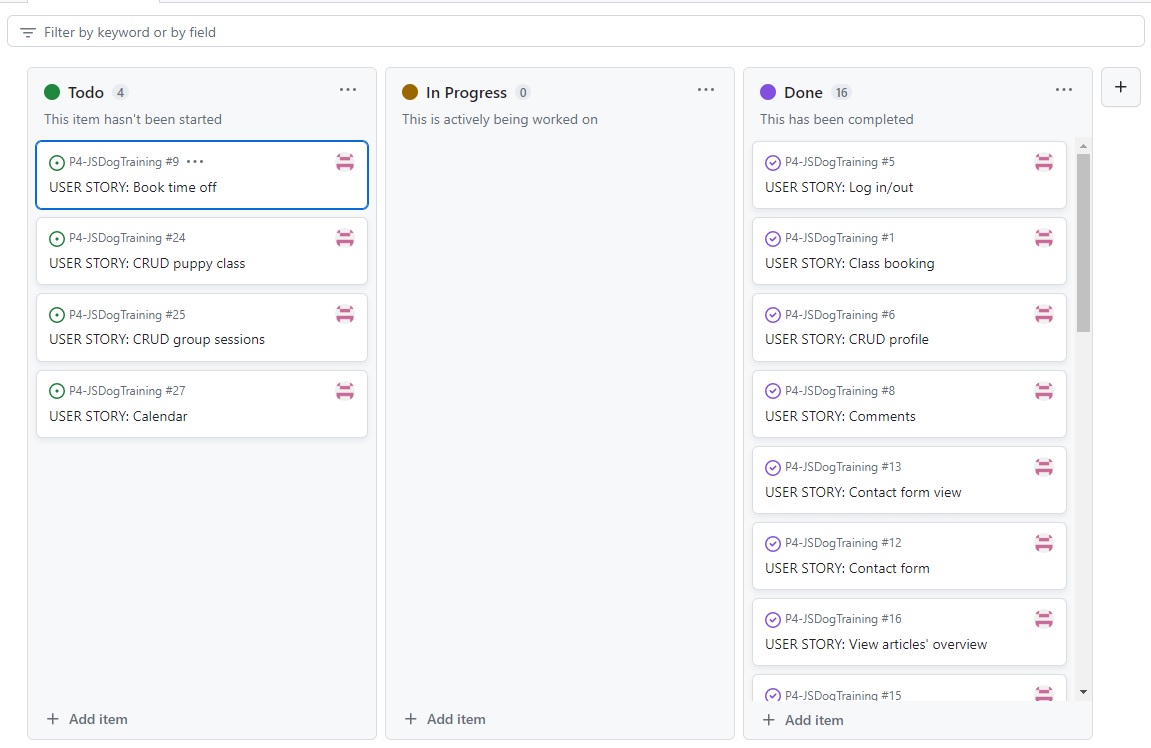 Filter by keyword or by field
Todo 4
This item hasn't been started
P4-JSDogTraining #9
USER STORY: Book time off
P4-JSDogTraining #24
USER STORY: CRUD puppy class
P4-JSDogTraining #25
USER STORY: CRUD group sessions
P4-JSDogTraining #27
USER STORY: Calendar
+ Add item
In Progress 0
This is actively being worked on
+ Add item
Done 16
This has been completed
P4-JSDogTraining #5
USER STORY: Log in/out
P4-JSDogTraining #1
USER STORY: Class booking
P4-JSDogTraining #6
USER STORY: CRUD profile
P4-JSDogTraining #8
USER STORY: Comments
P4-JSDogTraining #13
USER STORY: Contact form view
P4-JSDogTraining #12
USER STORY: Contact form
P4-JSDogTraining #16
USER STORY: View articles' overview
P4-JSDogTraining #15
+ Add item
+